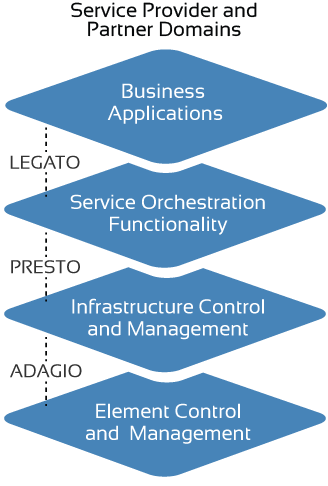 Service Provider and
Partner Domains
Business
Applications
LEGATO
Service Orchestration
Functionality
PRESTO
Infrastructure Control
and Management
ADAGIO
Element Control
and Management